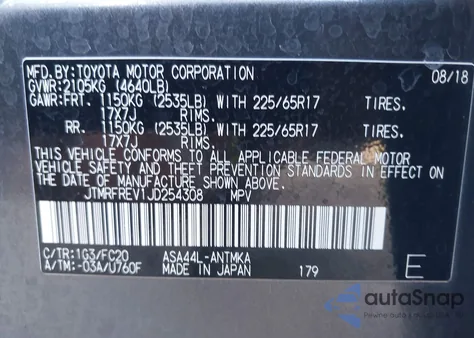 MFD.BY:TOYOTA MOTOR CORPORATION 08/18
GVWR:2105KG (4640LB)
GAWR:FRT. 1150KG (2535LB) WITH 225/65R17 TIRES.
17X7J RIMS.
RR. 1150KG (2535LB) WITH 225/65R17 TIRES.
17X7J RIMS.
THIS VEHICLE CONFORMS TO ALL APPLICABLE FEDERAL MOTOR
VEHICLE SAFETY AND THEFT PREVENTION STANDARDS IN EFFECT ON
THE DATE OF MANUFACTURE SHOWN ABOVE.
JTMRFREV1JD254308 MPV
C/TR:1G3/FC20 ASA44L-ANTMKA
A/TM:-03A/U760F MADE IN JAPAN 179 E
autoSnap